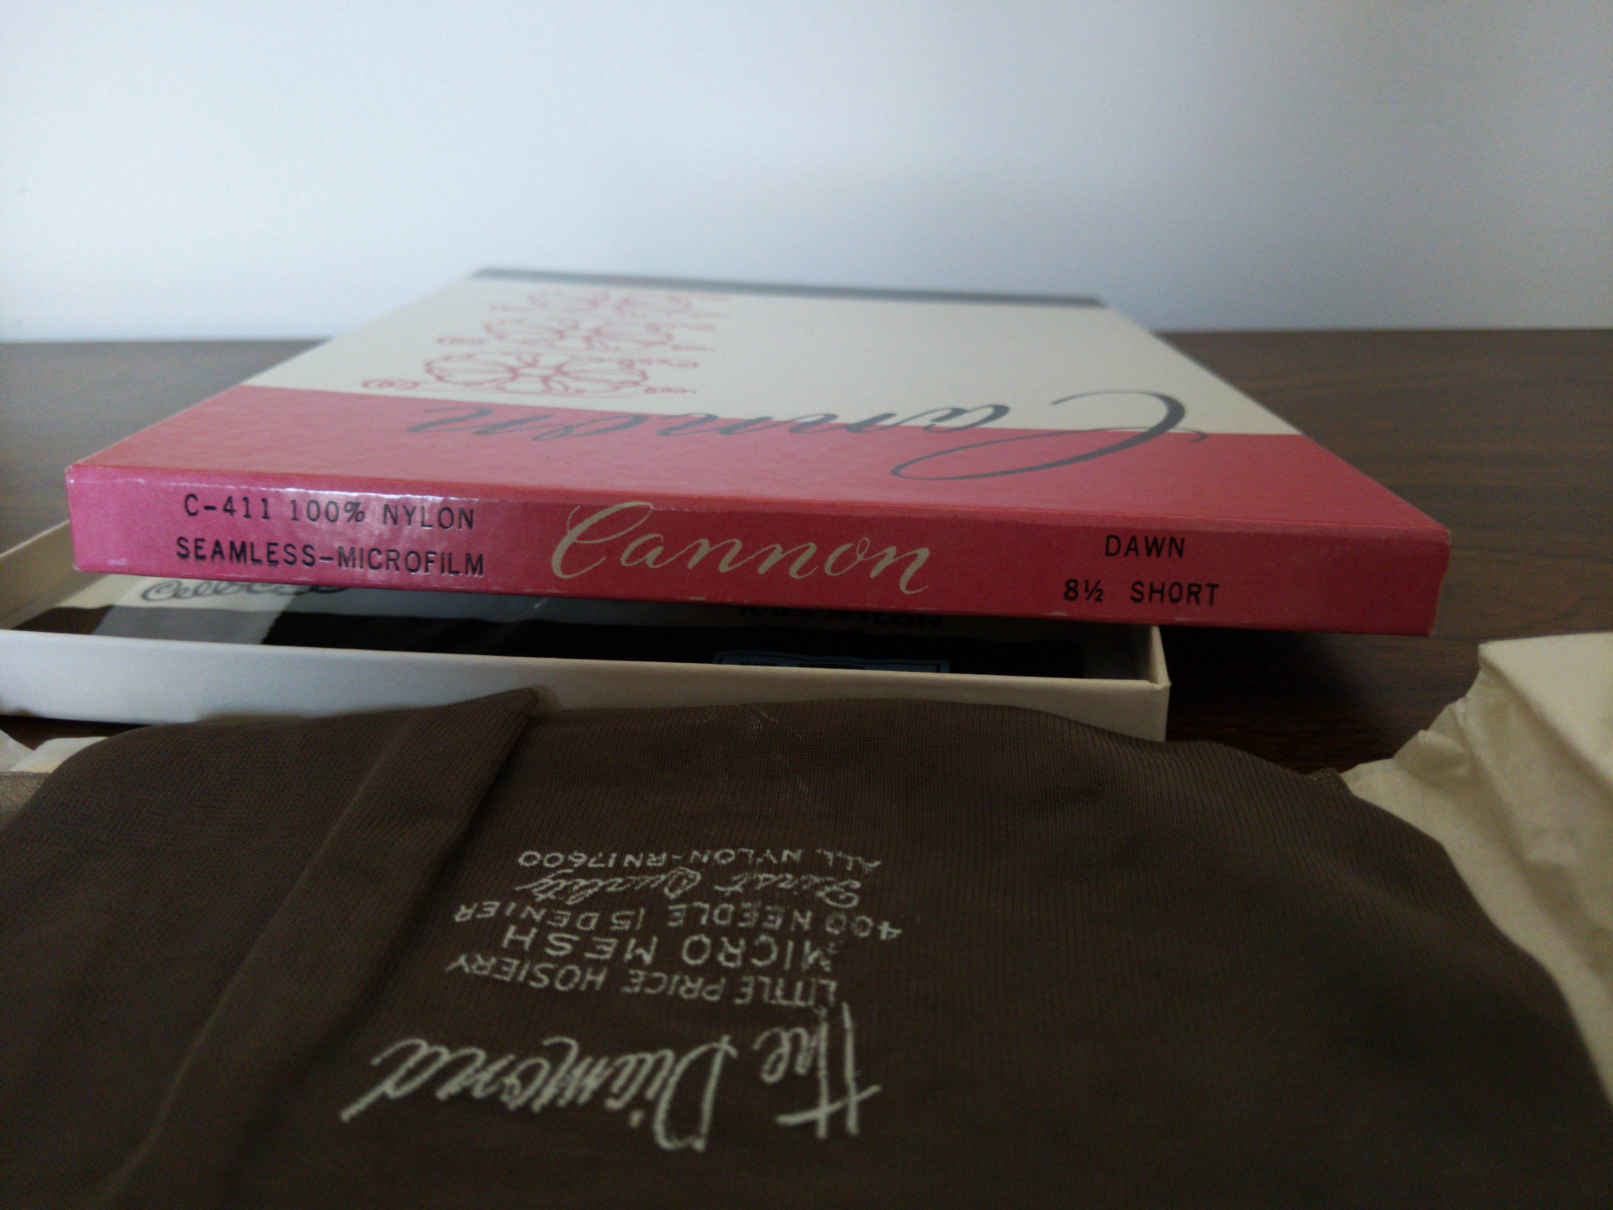 Cannon
C-411 100% NYLON
SEAMLESS-MICROFILM
Cannon
DAWN
8½ SHORT
The Diamond
LITTLE PRICE HOSIERY
MICRO MESH
400 NEEDLE 15 DENIER
First Quality
ALL NYLON-RN17600